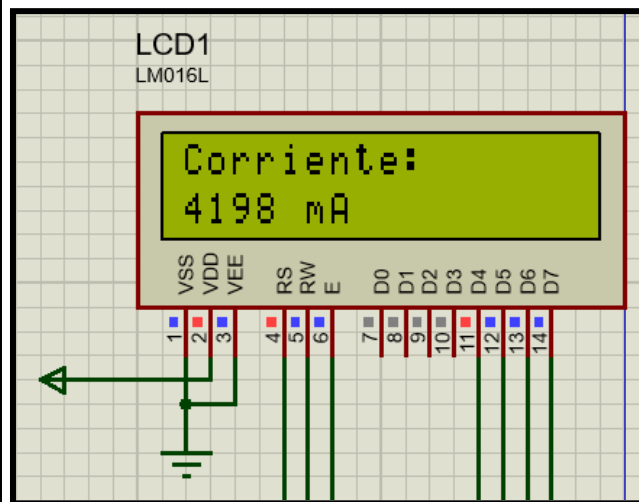 LCD1
LM016L
Corriente:
4198 mA
VSS
VDD
VEE
RS
RW
E
D0
D1
D2
D3
D4
D5
D6
D7
1
2
3
4
5
6
7
8
9
10
11
12
13
14